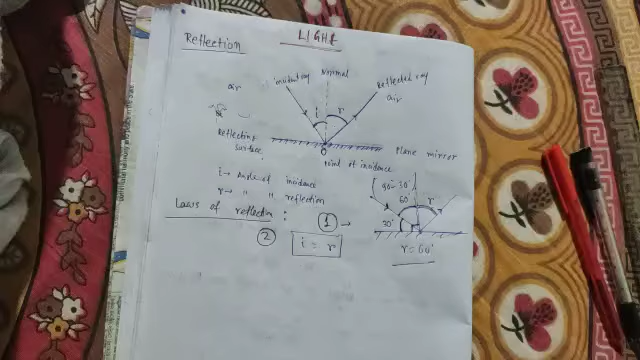 LIGHT
Reflection
incident ray Normal Reflected ray
air air
i r
Reflecting surface, Plane mirror
O
Point of incidence
i → Angle of incidence
r → " " reflection
90° - 30°
60 r
30°
r = 60°
Laws of reflection : ① →
② i = r